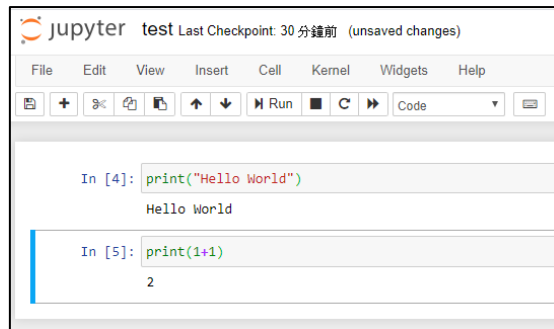 jupyter test Last Checkpoint: 30 分鐘前 (unsaved changes)
File Edit View Insert Cell Kernel Widgets Help
Run Code
In [4]: print("Hello World")
Hello World
In [5]: print(1+1)
2